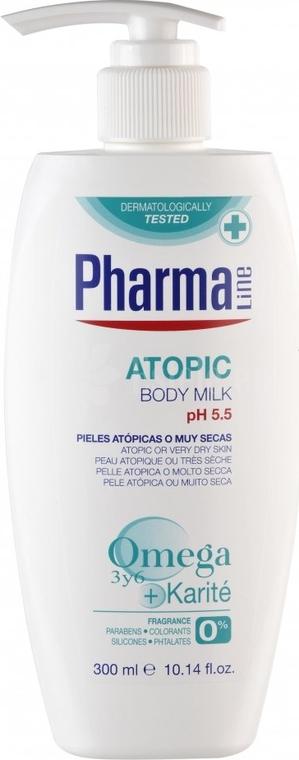 DERMATOLOGICALLY
TESTED
Pharma Line
ATOPIC
BODY MILK
pH 5.5
PIELES ATÓPICAS O MUY SECAS
ATOPIC OR VERY DRY SKIN
PEAU ATOPIQUE OU TRÈS SÈCHE
PELLE ATOPICA O MOLTO SECCA
PELE ATÓPICA OU MUITO SECA
Omega
3y6
+Karité
FRAGRANCE
PARABENS • COLORANTS
SILICONES • PHTALATES
0%
300 ml e 10.14 fl.oz.